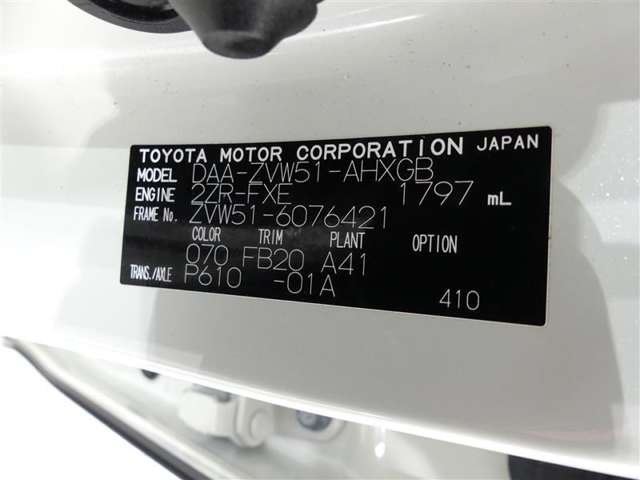 TOYOTA MOTOR CORPORATION JAPAN
MODEL DAA-ZVW51-AHXGB
ENGINE 2ZR-FXE 1797 mL
FRAME No. ZVW51-6076421
COLOR TRIM PLANT OPTION
070 FB20 A41
TRANS./AXLE P610 -01A
410